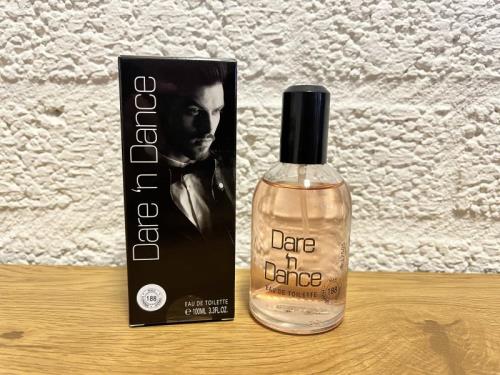 Dare 'n Dance
188
EAU DE TOILETTE
℮ 100ML 3.3FL.OZ.
Dare
'n
Dance
EAU DE TOILETTE
188